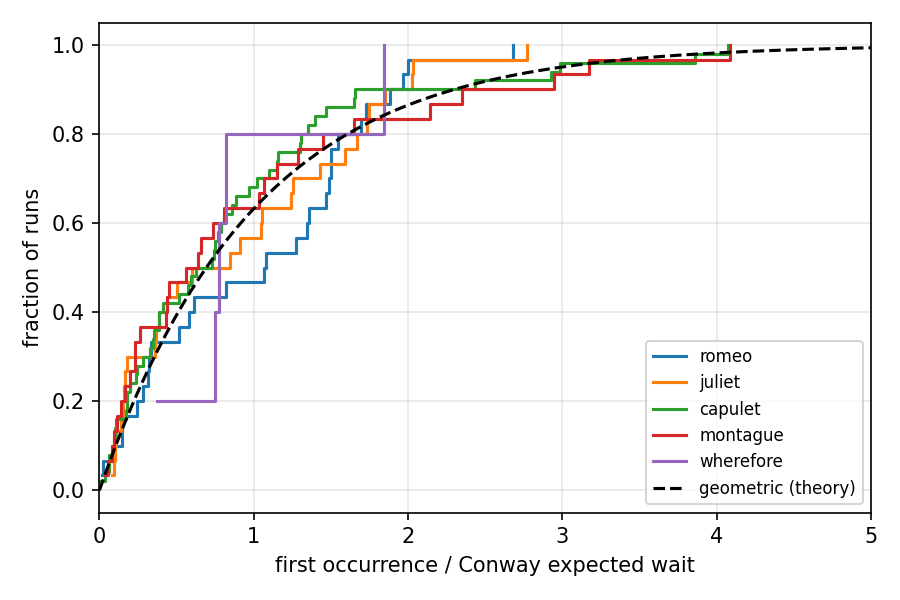 1.0
0.8
0.6
0.4
0.2
0.0
fraction of runs
romeo
juliet
capulet
montague
wherefore
geometric (theory)
0 1 2 3 4 5
first occurrence / Conway expected wait